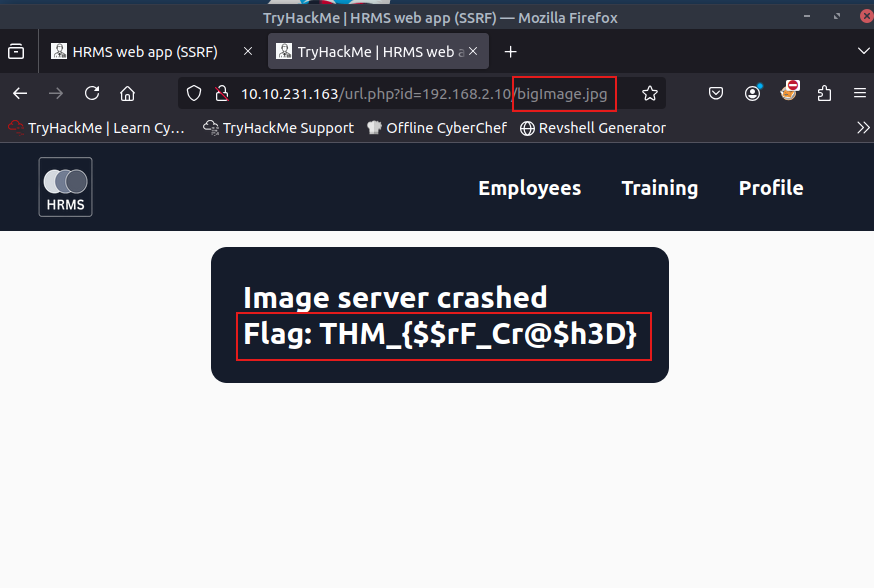 TryHackMe | HRMS web app (SSRF) — Mozilla Firefox
HRMS web app (SSRF)
TryHackMe | HRMS web a
10.10.231.163/url.php?id=192.168.2.10/bigImage.jpg
TryHackMe | Learn Cy… TryHackMe Support Offline CyberChef Revshell Generator
HRMS
Employees Training Profile
Image server crashed
Flag: THM_{$$rF_Cr@$h3D}